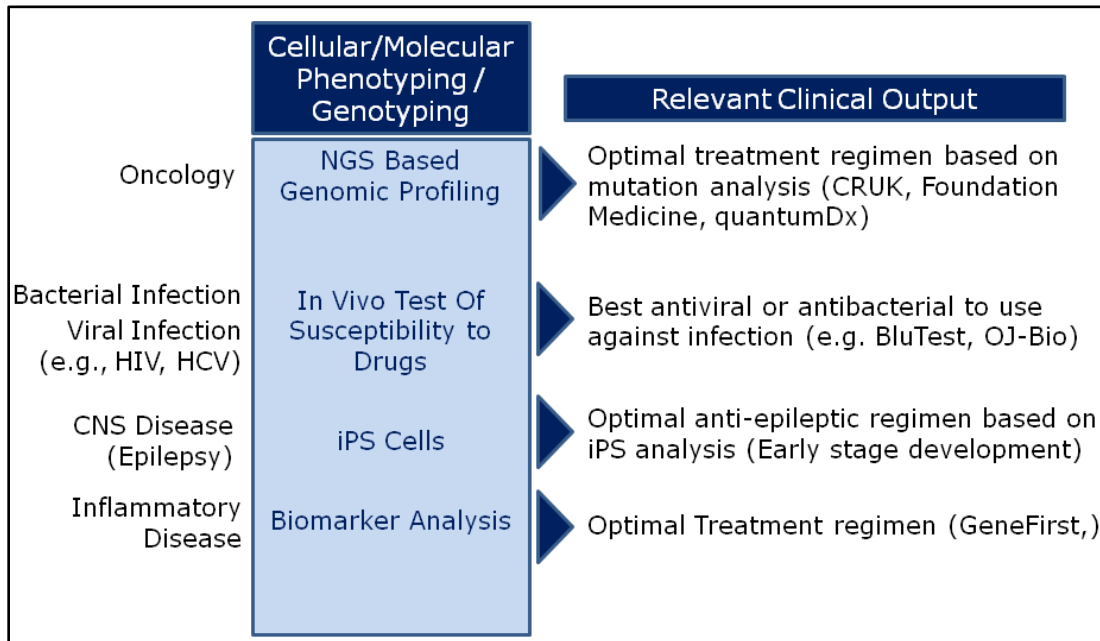 Cellular/Molecular
Phenotyping /
Genotyping
Relevant Clinical Output
Oncology
NGS Based
Genomic Profiling
Optimal treatment regimen based on
mutation analysis (CRUK, Foundation
Medicine, quantumDx)
Bacterial Infection
Viral Infection
(e.g., HIV, HCV)
In Vivo Test Of
Susceptibility to
Drugs
Best antiviral or antibacterial to use
against infection (e.g. BluTest, OJ-Bio)
CNS Disease
(Epilepsy)
iPS Cells
Optimal anti-epileptic regimen based on
iPS analysis (Early stage development)
Inflammatory
Disease
Biomarker Analysis
Optimal Treatment regimen (GeneFirst,)